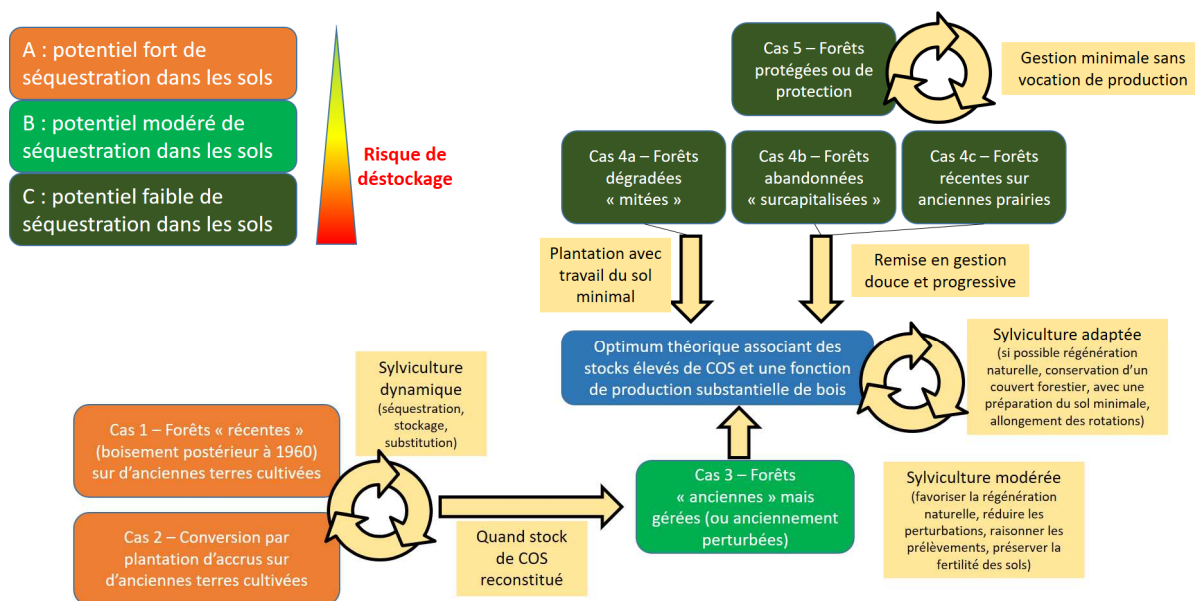 A : potentiel fort de
séquestration dans les sols
B : potentiel modéré de
séquestration dans les sols
C : potentiel faible de
séquestration dans les sols
Risque de
déstockage
Cas 5 – Forêts
protégées ou de
protection
Gestion minimale sans
vocation de production
Cas 4a – Forêts
dégradées
« mitées »
Cas 4b – Forêts
abandonnées
« surcapitalisées »
Cas 4c – Forêts
récentes sur
anciennes prairies
Plantation avec
travail du sol
minimal
Remise en gestion
douce et progressive
Optimum théorique associant des
stocks élevés de COS et une fonction
de production substantielle de bois
Sylviculture adaptée
(si possible régénération
naturelle, conservation d’un
couvert forestier, avec une
préparation du sol minimale,
allongement des rotations)
Sylviculture
dynamique
(séquestration,
stockage,
substitution)
Cas 1 – Forêts « récentes »
(boisement postérieur à 1960)
sur d’anciennes terres cultivées
Cas 2 – Conversion par
plantation d’accrus sur
d’anciennes terres cultivées
Quand stock
de COS
reconstitué
Cas 3 – Forêts
« anciennes » mais
gérées (ou anciennement
perturbées)
Sylviculture modérée
(favoriser la régénération
naturelle, réduire les
perturbations, raisonner les
prélèvements, préserver la
fertilité des sols)